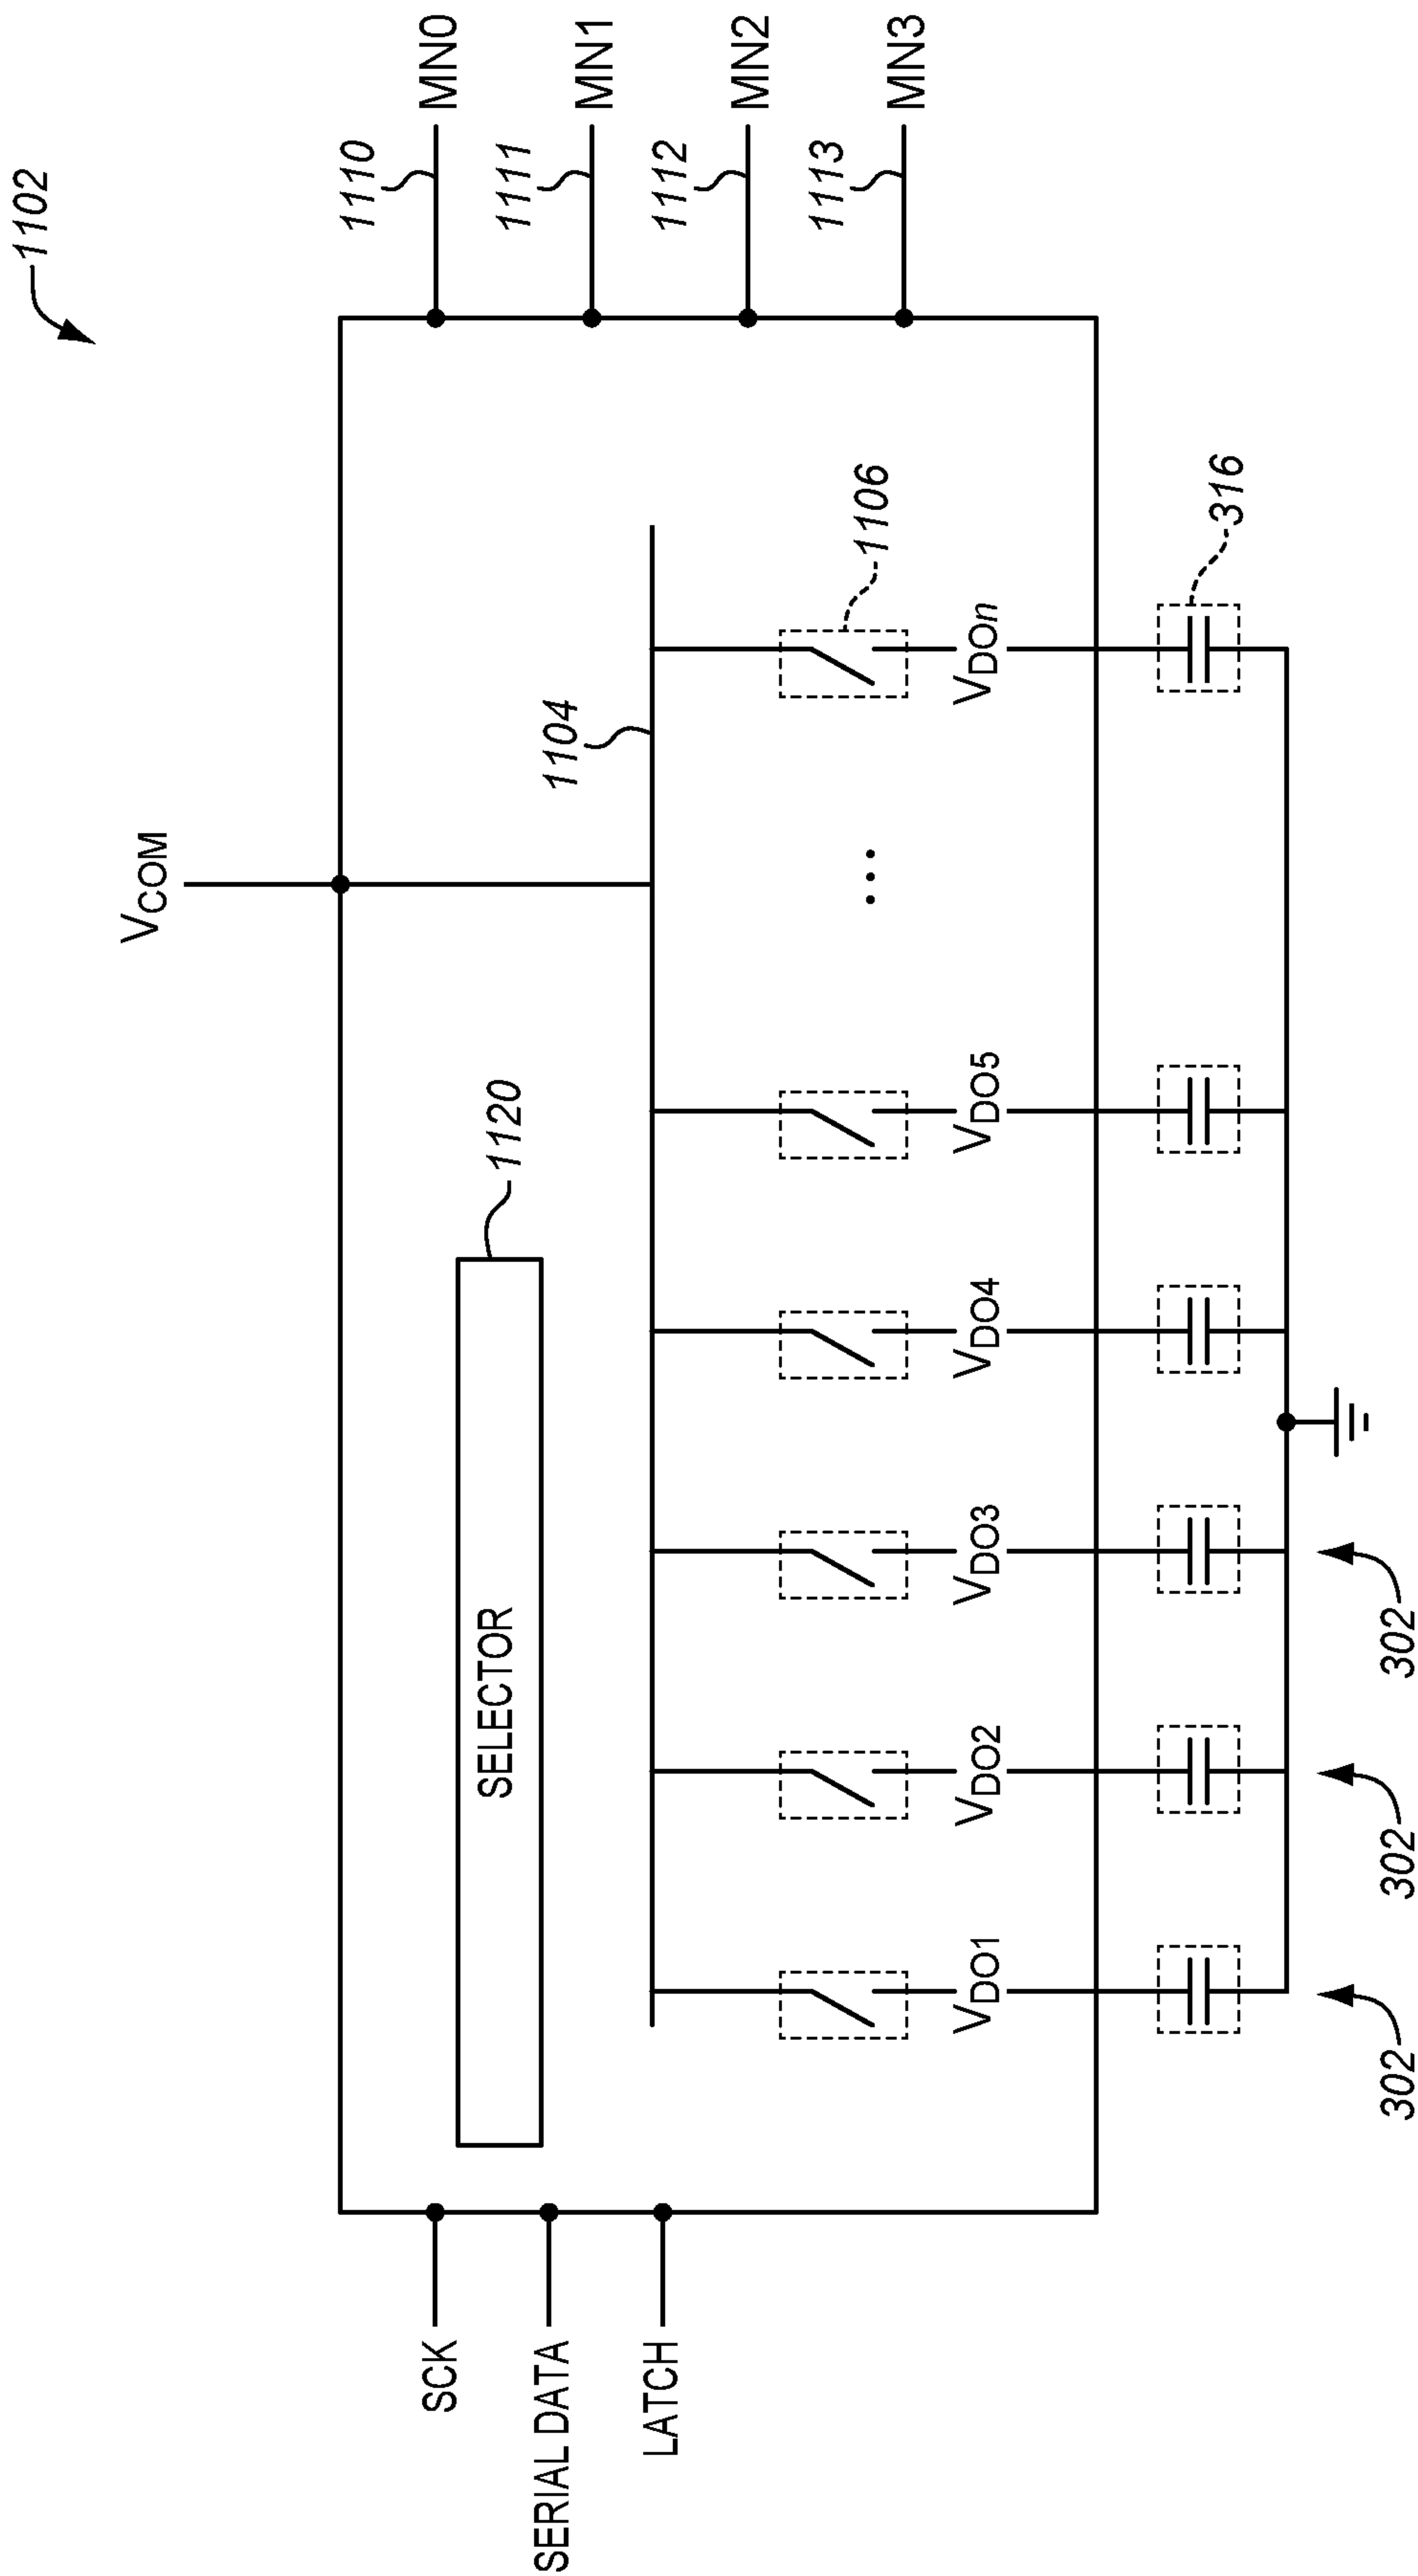 1102
VCOM
SCK
SERIAL DATA
LATCH
SELECTOR
1120
1104
1106
VDO1
VDO2
VDO3
VDO4
VDO5
...
VDOn
316
302
302
302
1110
MN0
1111
MN1
1112
MN2
1113
MN3